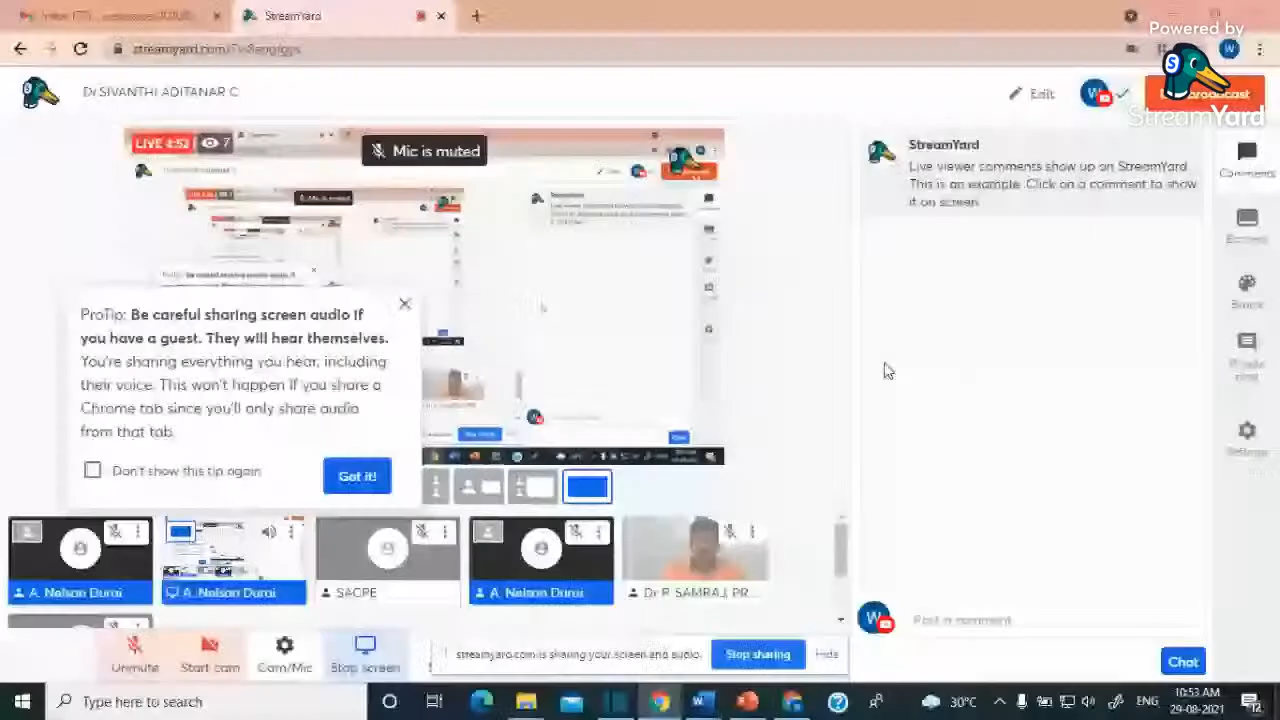 StreamYard
Powered by
StreamYard
Dr SIVANTHI ADITANAR C
Edit
LIVE 4:52
7
Mic is muted
StreamYard
Live viewer comments show up on StreamYard
This is an example. Click on a comment to show
it on screen
Comments
ProTip: Be careful sharing screen audio if
you have a guest. They will hear themselves.
You're sharing everything you hear, including
their voice. This won't happen if you share a
Chrome tab since you'll only share audio
from that tab.
Don't show this tip again
Got it!
A. Nelson Durai
A. Nelson Durai
SACPE
A. Nelson Durai
Dr P. SAMRAJ, PR...
W
Post a comment
Chat
Unmute
Start cam
Cam/Mic
Stop screen
streamyard.com is sharing your screen and audio.
Stop sharing
Hide
Type here to search
30°C
ENG
10:53 AM
29-08-2021
12